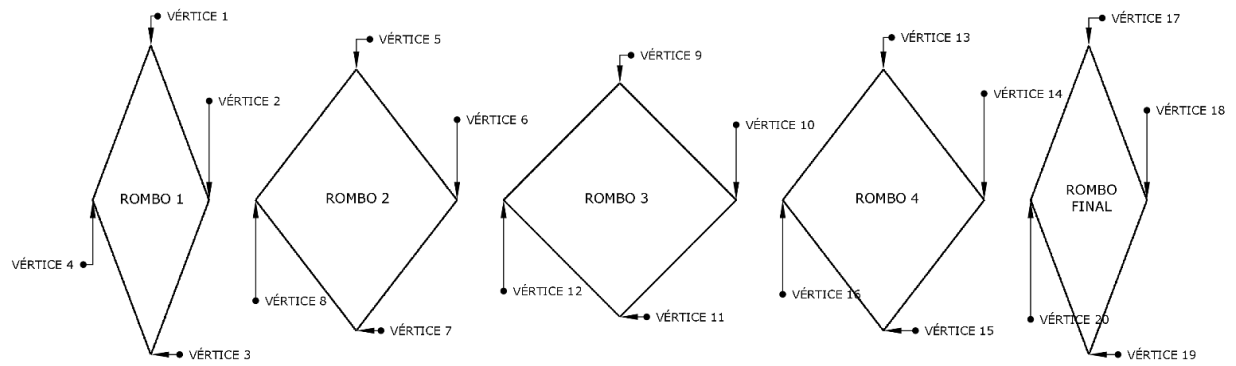 VÉRTICE 1
VÉRTICE 2
ROMBO 1
VÉRTICE 4
VÉRTICE 3
VÉRTICE 5
VÉRTICE 6
ROMBO 2
VÉRTICE 8
VÉRTICE 7
VÉRTICE 9
VÉRTICE 10
ROMBO 3
VÉRTICE 12
VÉRTICE 11
VÉRTICE 13
VÉRTICE 14
ROMBO 4
VÉRTICE 16
VÉRTICE 15
VÉRTICE 17
VÉRTICE 18
ROMBO
FINAL
VÉRTICE 20
VÉRTICE 19